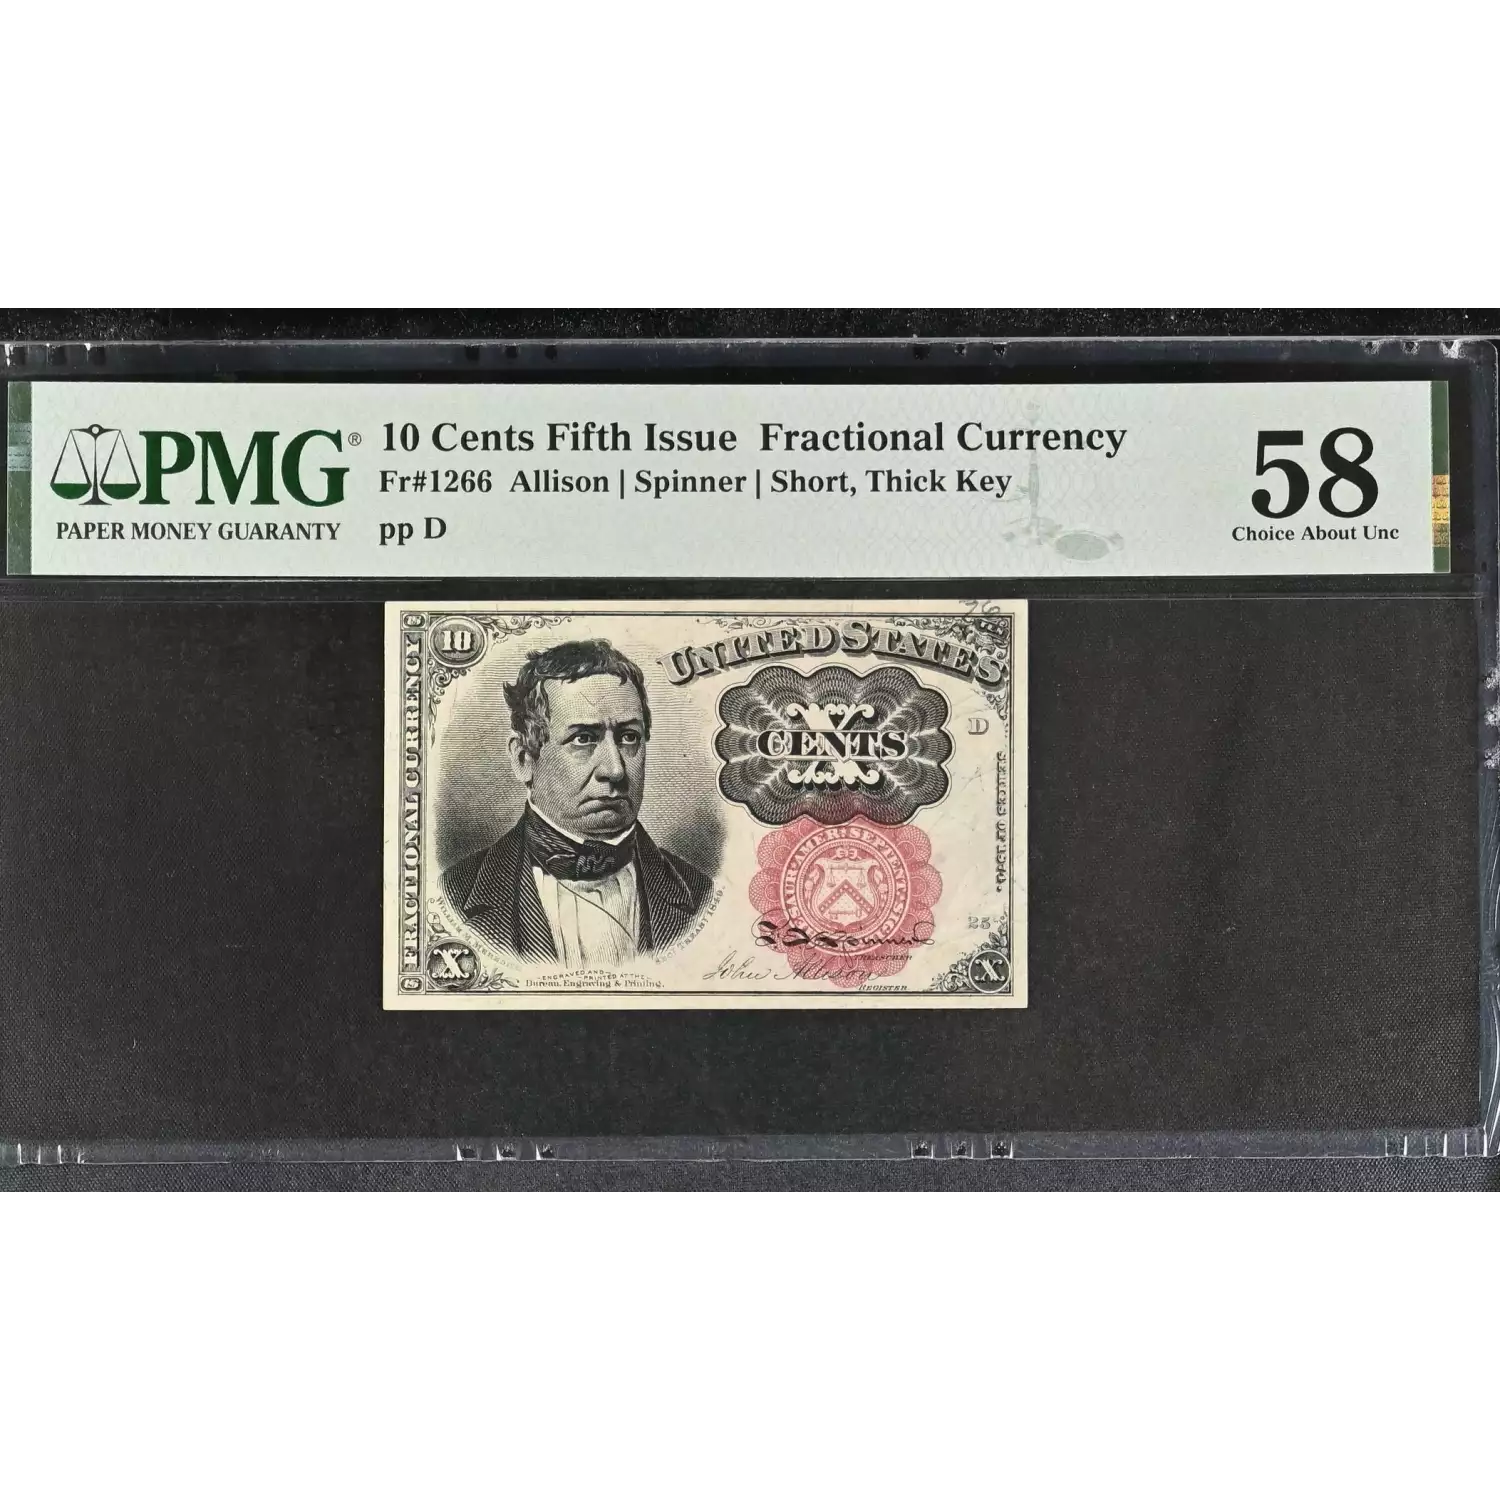 PMG®
PAPER MONEY GUARANTY
10 Cents Fifth Issue Fractional Currency
Fr#1266 Allison | Spinner | Short, Thick Key
pp D
58
Choice About Unc
FRACTIONAL CURRENCY
10
UNITED STATES
X
CENTS
D
25
TREASURER
John Allison
REGISTER
ENGRAVED AND
PRINTED AT THE
Bureau, Engraving & Printing.
X
X